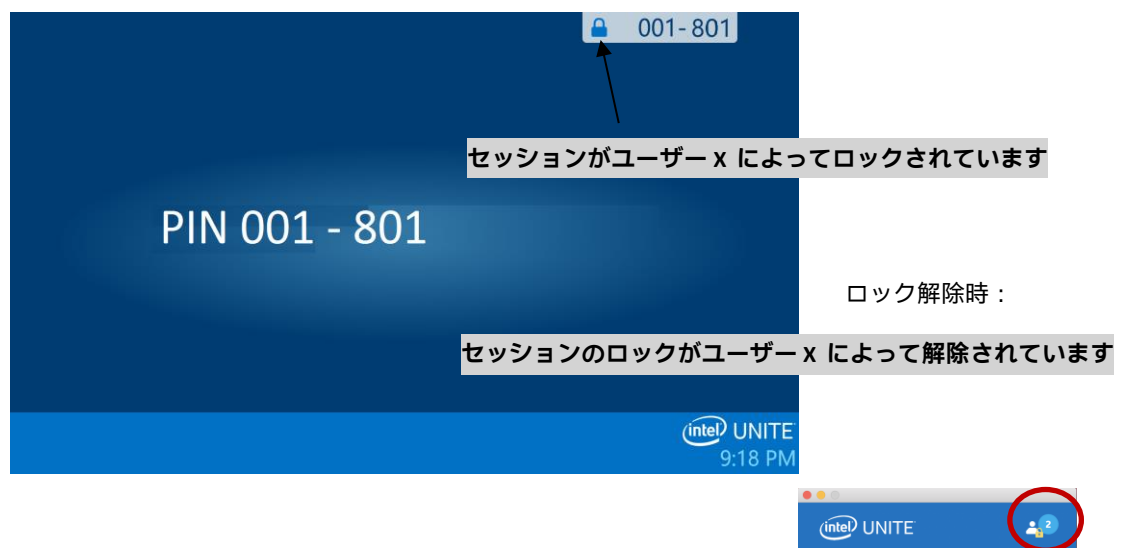 001-801
セッションがユーザー X によってロックされています
PIN 001 - 801
ロック解除時：
セッションのロックがユーザー X によって解除されています
intel UNITE
9:18 PM
intel UNITE
2